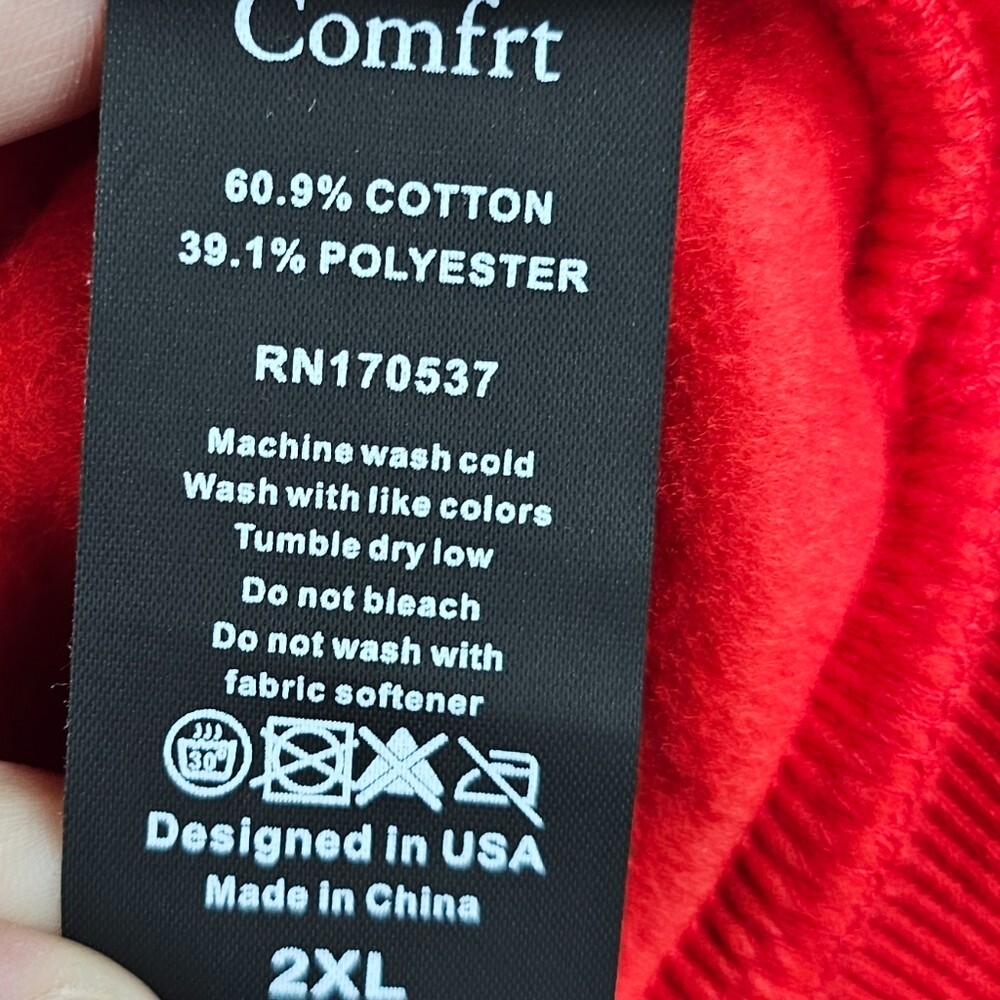 Comfrt
60.9% COTTON
39.1% POLYESTER
RN170537
Machine wash cold
Wash with like colors
Tumble dry low
Do not bleach
Do not wash with
fabric softener
30°
Designed in USA
Made in China
2XL